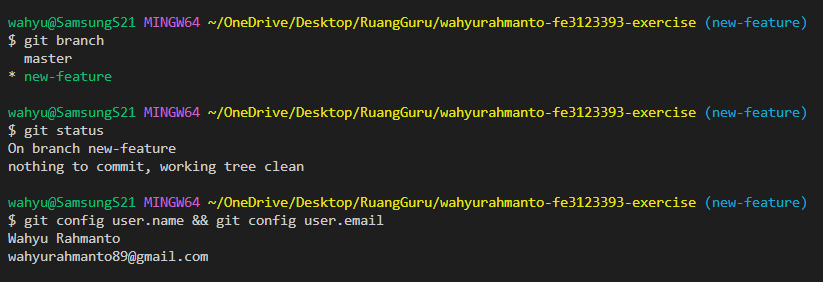 wahyu@SamsungS21 MINGW64 ~/OneDrive/Desktop/RuangGuru/wahyurahmanto-fe3123393-exercise (new-feature)
$ git branch
  master
* new-feature
wahyu@SamsungS21 MINGW64 ~/OneDrive/Desktop/RuangGuru/wahyurahmanto-fe3123393-exercise (new-feature)
$ git status
On branch new-feature
nothing to commit, working tree clean
wahyu@SamsungS21 MINGW64 ~/OneDrive/Desktop/RuangGuru/wahyurahmanto-fe3123393-exercise (new-feature)
$ git config user.name && git config user.email
Wahyu Rahmanto
wahyurahmanto89@gmail.com